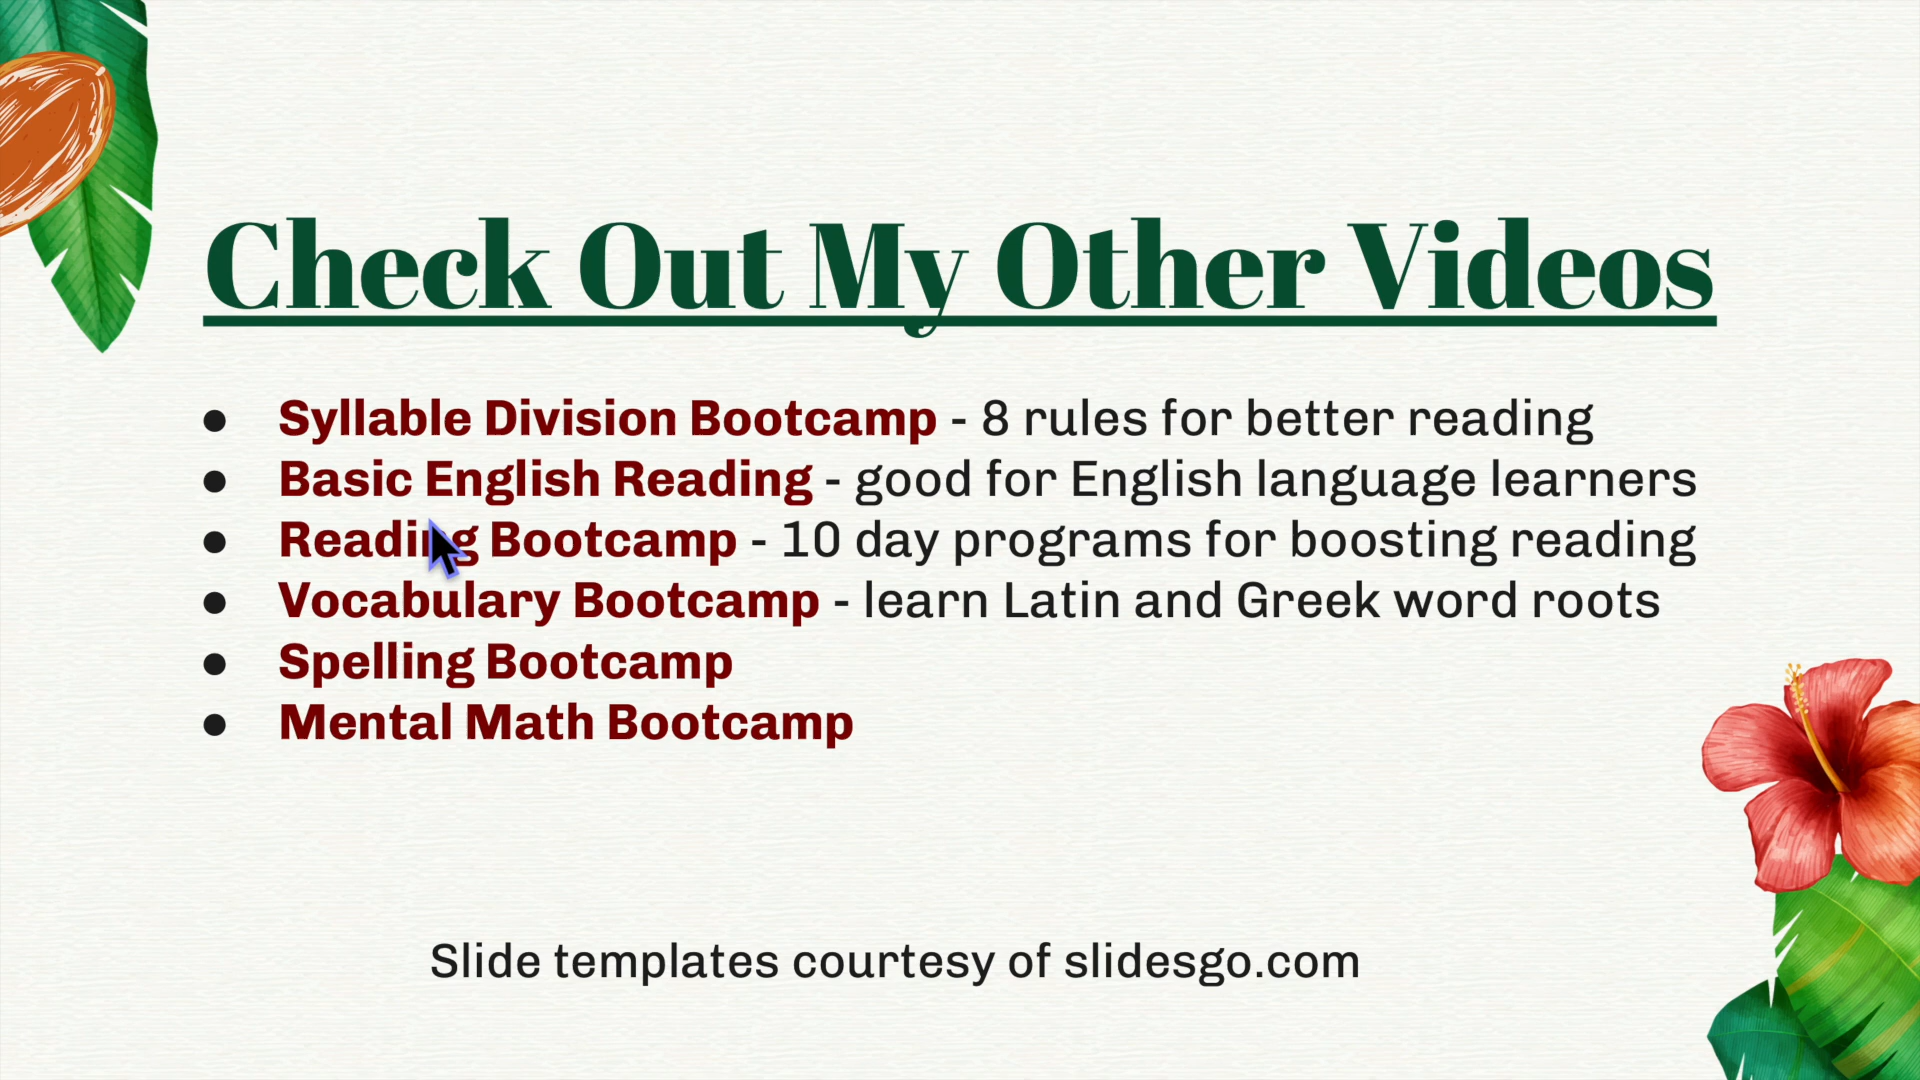 Check Out My Other Videos
● Syllable Division Bootcamp - 8 rules for better reading
● Basic English Reading - good for English language learners
● Reading Bootcamp - 10 day programs for boosting reading
● Vocabulary Bootcamp - learn Latin and Greek word roots
● Spelling Bootcamp
● Mental Math Bootcamp
Slide templates courtesy of slidesgo.com